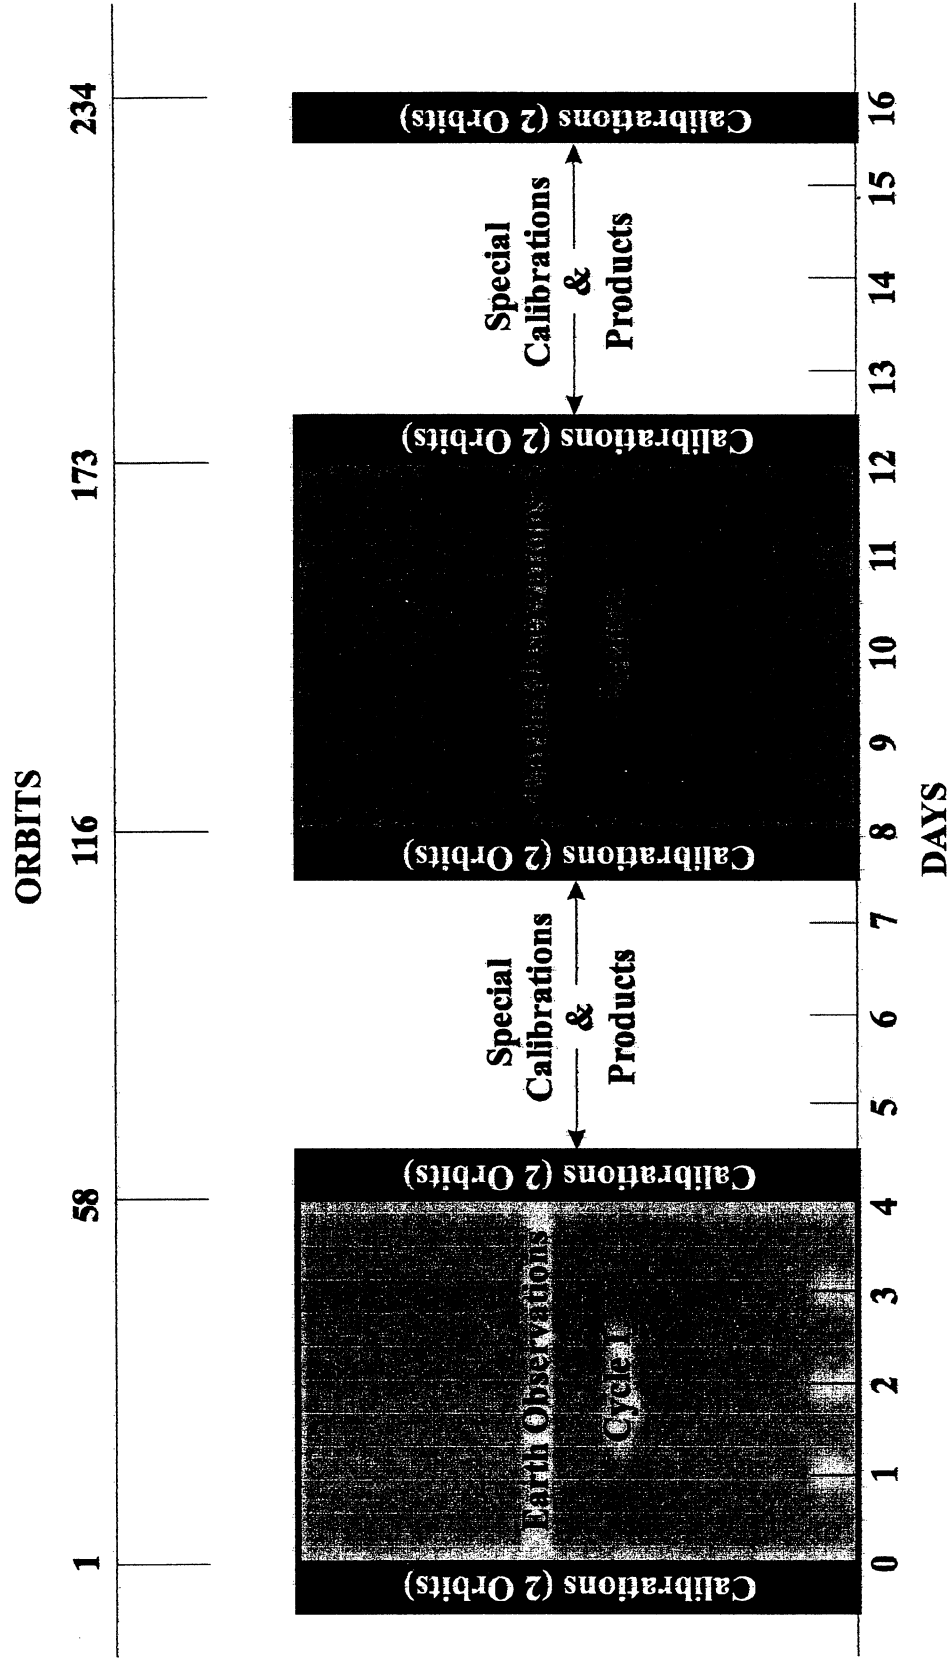 ORBITS
1 58 116 173 234
Calibrations (2 Orbits)
Earth Observations
Cycle 1
Calibrations (2 Orbits)
Special
Calibrations
&
Products
Calibrations (2 Orbits)
Earth Observations
Calibrations (2 Orbits)
Special
Calibrations
&
Products
Calibrations (2 Orbits)
0 1 2 3 4 5 6 7 8 9 10 11 12 13 14 15 16
DAYS